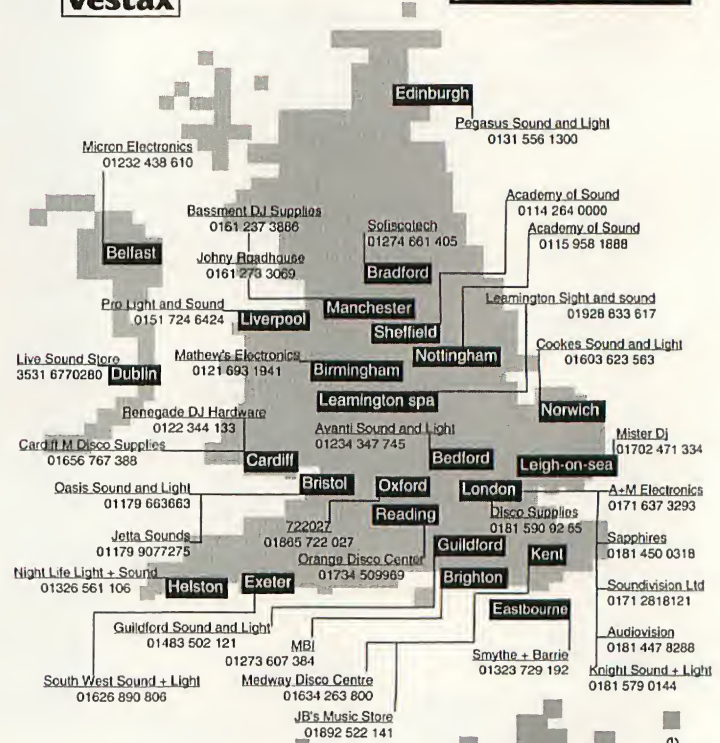 Vestax
Edinburgh
Pegasus Sound and Light
0131 556 1300
Micron Electronics
01232 438 610
Academy of Sound
0114 264 0000
Bassment DJ Supplies
0161 237 3886
Soliscotech
01274 661 405
Academy of Sound
0115 958 1888
Belfast
Johny Roadhouse
0161 273 3069
Bradford
Leamington Sight and sound
01928 833 617
Pro Light and Sound
0151 724 6424
Liverpool
Manchester
Sheffield
Cookes Sound and Light
01603 623 563
Live Sound Store
3531 6770280
Dublin
Mathew's Electronics
0121 693 1941
Birmingham
Nottingham
Leamington spa
Norwich
Renegade DJ Hardware
0122 344 133
Avanti Sound and Light
01234 347 745
Mister Dj
01702 471 334
Cardiff M Disco Supplies
01656 767 388
Cardiff
Bedford
Leigh-on-sea
Oasis Sound and Light
01179 663663
Bristol
Oxford
London
A+M Electronics
0171 637 3293
Reading
Disco Supplies
0181 590 92 65
722027
01865 722 027
Jetta Sounds
01179 9077275
Guildford
Kent
Sapphires
0181 450 0318
Orange Disco Center
01734 509969
Night Life Light + Sound
01326 561 106
Helston
Exeter
Brighton
Soundivision Ltd
0171 2818121
Eastbourne
Guildford Sound and Light
01483 502 121
MBI
01273 607 384
Audiovision
0181 447 8288
Smythe + Barrie
01323 729 192
Knight Sound + Light
0181 579 0144
South West Sound + Light
01626 890 806
Medway Disco Centre
01634 263 800
JB's Music Store
01892 522 141